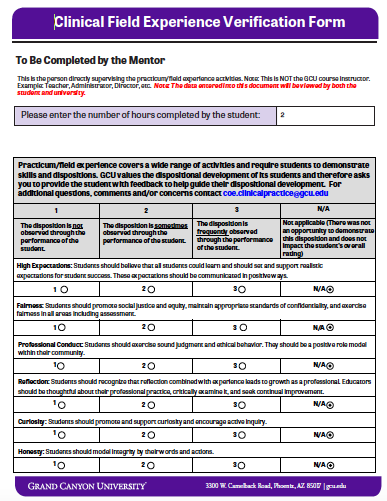 Clinical Field Experience Verification Form
To Be Completed by the Mentor
This is the person directly supervising the practicum/field experience activities. Note: This is NOT the GCU course instructor.
Example: Teacher, Administrator, Director, etc. Note: The data entered into this document will be reviewed by both the
student and university.
Please enter the number of hours completed by the student: 2
Practicum/field experience covers a wide range of activities and require students to demonstrate
skills and dispositions. GCU values the dispositional development of its students and therefore asks
you to provide the student with feedback to help guide their dispositional development. For
additional questions, comments and/or concerns contact coe.clinicalpractice@gcu.edu
1 2 3 N/A
The disposition is not
observed through the
performance of the
student.
The disposition is sometimes
observed through the
performance of the student.
The disposition is
frequently observed
through the performance
of the student.
Not applicable (There was not
an opportunity to demonstrate
this disposition and does not
impact the student's overall
rating)
High Expectations: Students should believe that all students could learn and should set and support realistic
expectations for student success. These expectations should be communicated in positive ways.
1 2 3 N/A
Fairness: Students should promote social justice and equity, maintain appropriate standards of confidentiality, and exercise
fairness in all areas including assessment.
1 2 3 N/A
Professional Conduct: Students should exercise sound judgment and ethical behavior. They should be a positive role model
within their community.
1 2 3 N/A
Reflection: Students should recognize that reflection combined with experience leads to growth as a professional. Educators
should be thoughtful about their professional practice, critically examine it, and seek continual improvement.
1 2 3 N/A
Curiosity: Students should promote and support curiosity and encourage active inquiry.
1 2 3 N/A
Honesty: Students should model integrity by their words and actions.
1 2 3 N/A
GRAND CANYON UNIVERSITY 3300 W. Camelback Road, Phoenix, AZ 85017 | gcu.edu